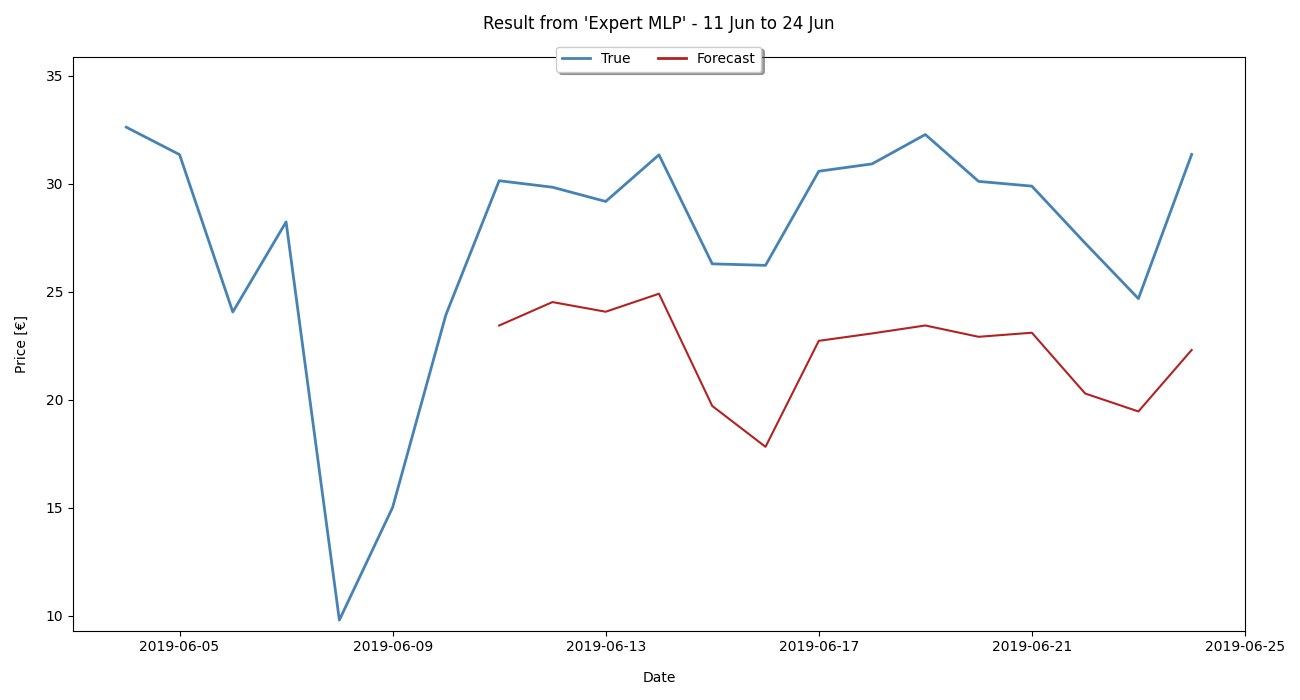 Result from 'Expert MLP' - 11 Jun to 24 Jun
True Forecast
35
30
25
20
15
10
Price [€]
2019-06-05 2019-06-09 2019-06-13 2019-06-17 2019-06-21 2019-06-25
Date